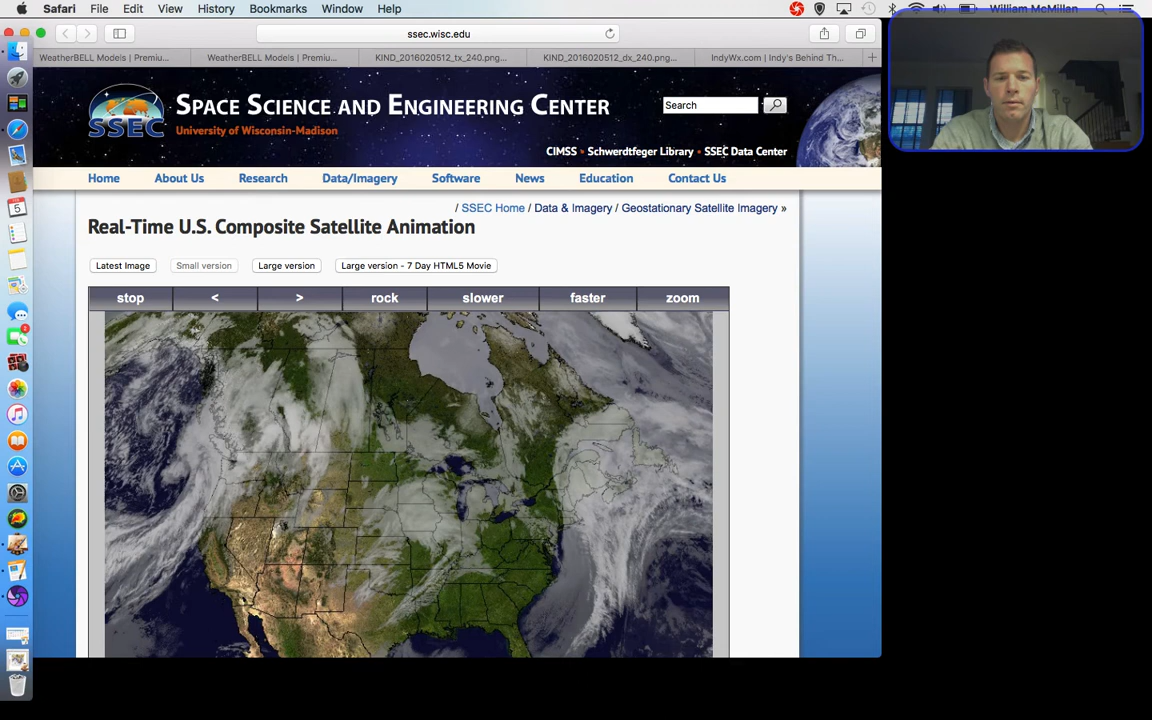 Safari File Edit View History Bookmarks Window Help William McMillan
ssec.wisc.edu
WeatherBELL Models | Premiu... WeatherBELL Models | Premiu... KIND_2016020512_tx_240.png... KIND_2016020512_dx_240.png... IndyWx.com | Indy's Behind Th...
SSEC
SPACE SCIENCE AND ENGINEERING CENTER
University of Wisconsin-Madison
Search
CIMSS • Schwerdtfeger Library • SSEC Data Center
Home About Us Research Data/Imagery Software News Education Contact Us
/ SSEC Home / Data & Imagery / Geostationary Satellite Imagery »
Real-Time U.S. Composite Satellite Animation
Latest Image Small version Large version Large version - 7 Day HTML5 Movie
stop < > rock slower faster zoom
5
2